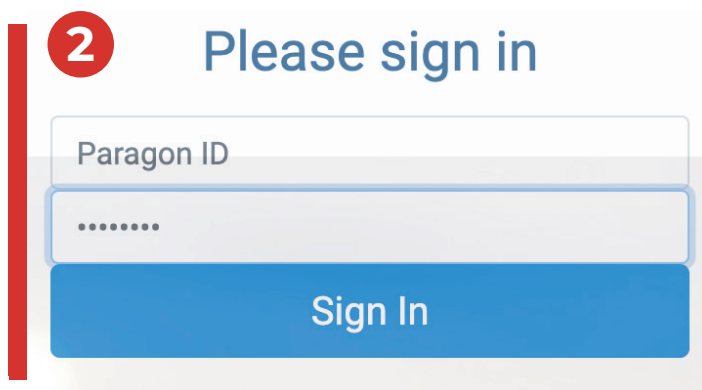 2
Please sign in
Paragon ID
••••••••
Sign In